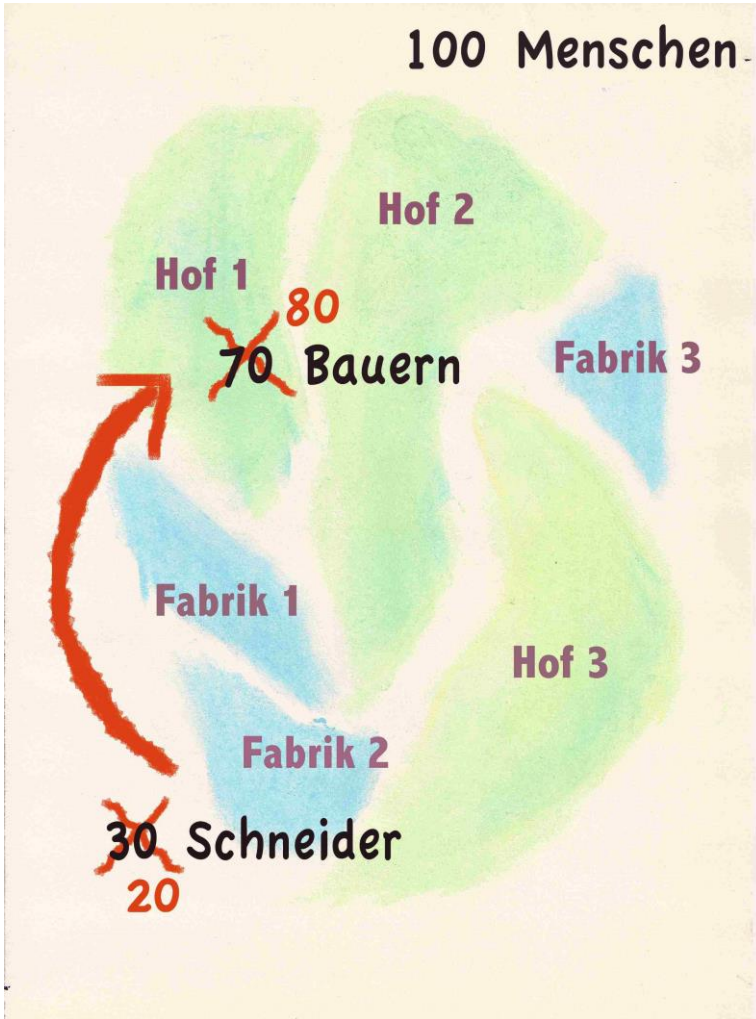 100 Menschen
Hof 2
Hof 1
80
70 Bauern
Fabrik 3
Fabrik 1
Hof 3
Fabrik 2
30 Schneider
20